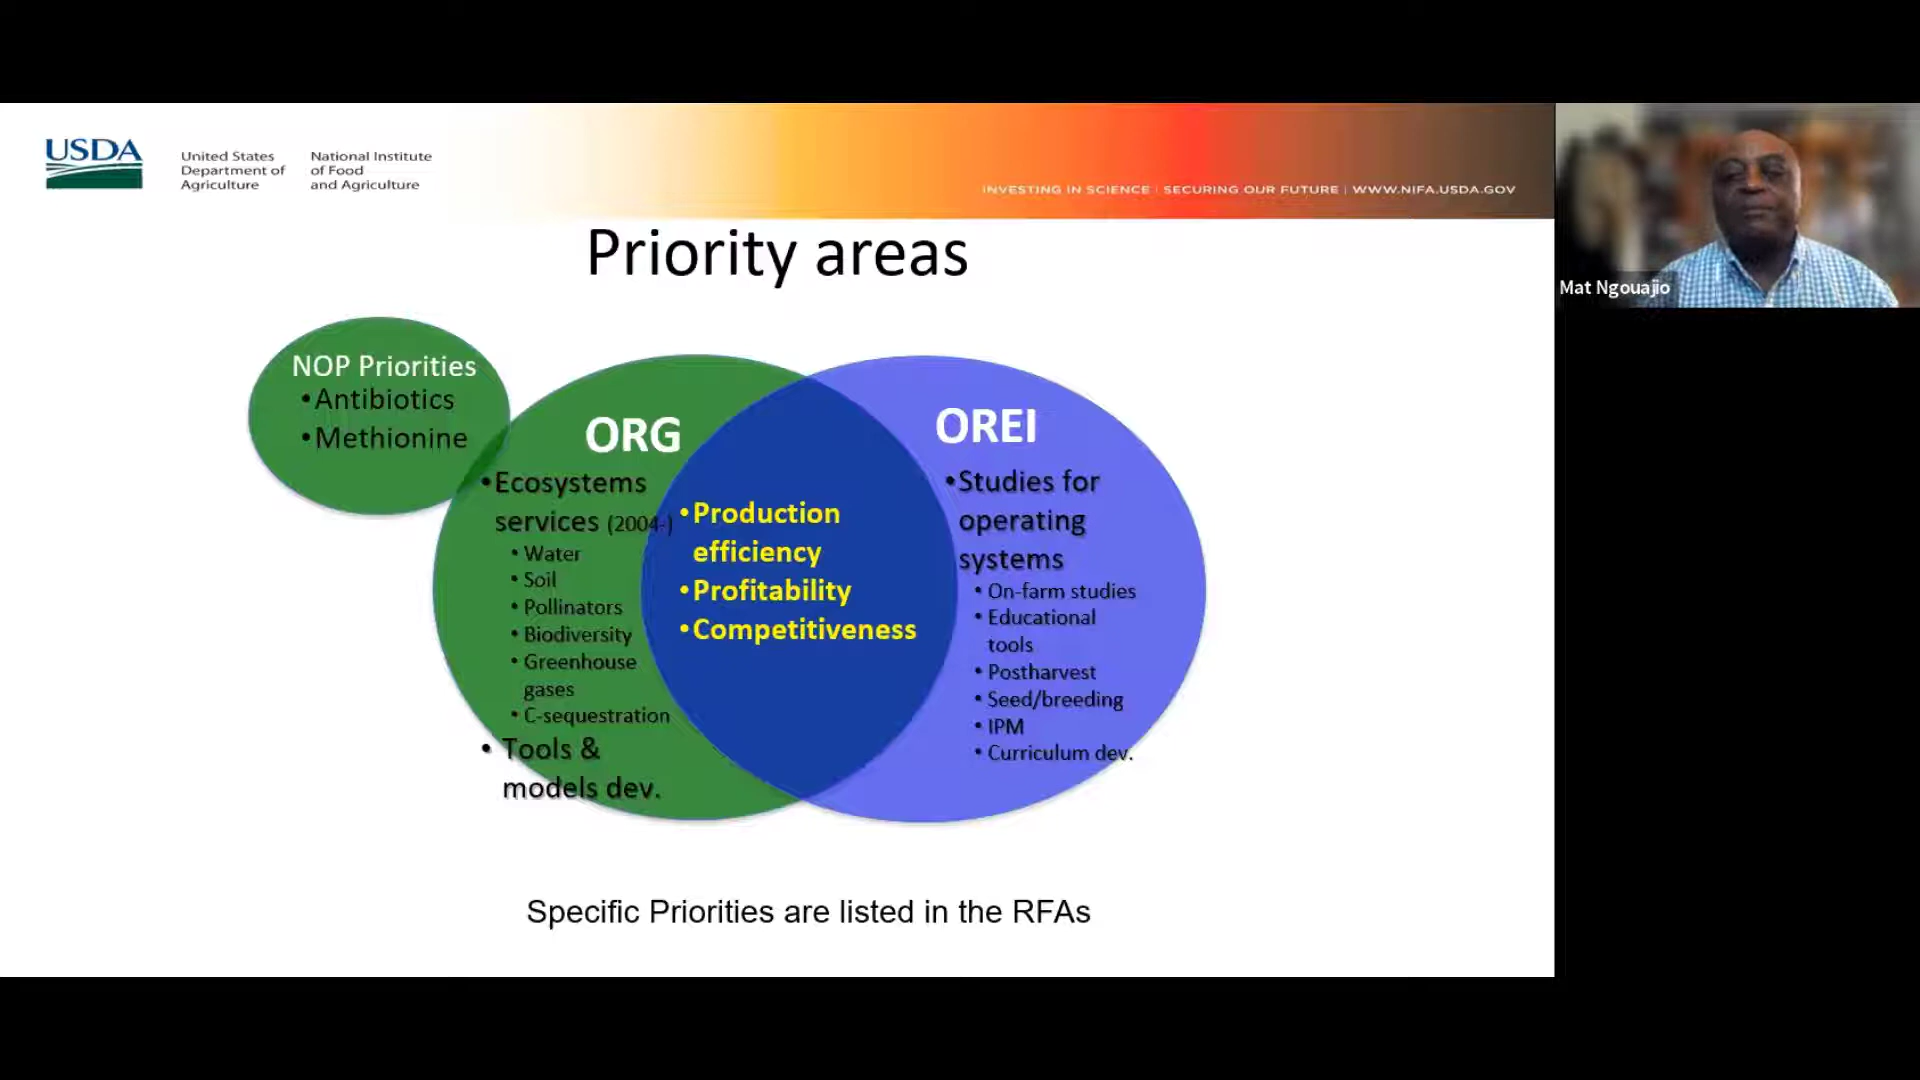 USDA
United States
Department of
Agriculture
National Institute
of Food
and Agriculture
INVESTING IN SCIENCE | SECURING OUR FUTURE | WWW.NIFA.USDA.GOV
Mat Ngouajio
Priority areas
NOP Priorities
•Antibiotics
•Methionine
ORG
•Ecosystems
services (2004-)
• Water
• Soil
• Pollinators
• Biodiversity
• Greenhouse
gases
• C-sequestration
• Tools &
models dev.
•Production
efficiency
•Profitability
•Competitiveness
OREI
•Studies for
operating
systems
• On-farm studies
• Educational
tools
• Postharvest
• Seed/breeding
• IPM
• Curriculum dev.
Specific Priorities are listed in the RFAs